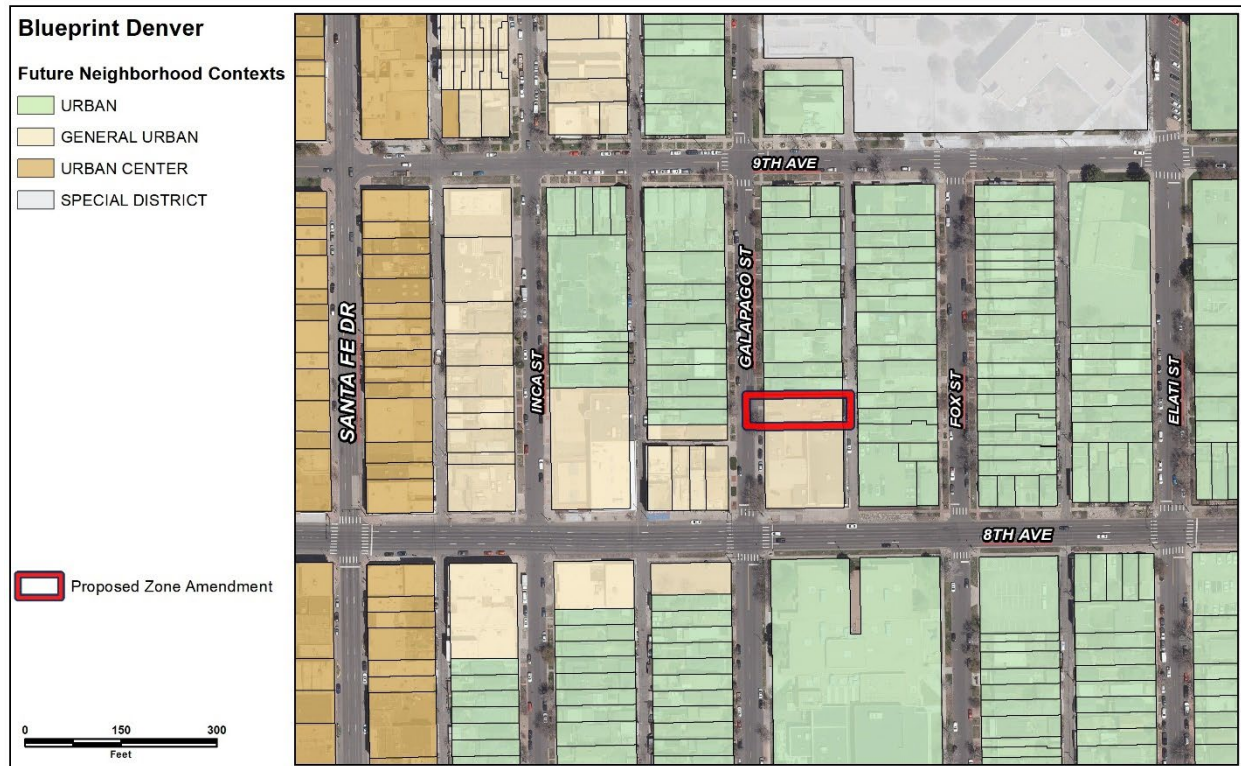 Blueprint Denver
Future Neighborhood Contexts
URBAN
GENERAL URBAN
URBAN CENTER
SPECIAL DISTRICT
Proposed Zone Amendment
0 150 300
Feet
9TH AVE
SANTA FE DR
INCA ST
GALAPAGO ST
FOX ST
ELATI ST
8TH AVE